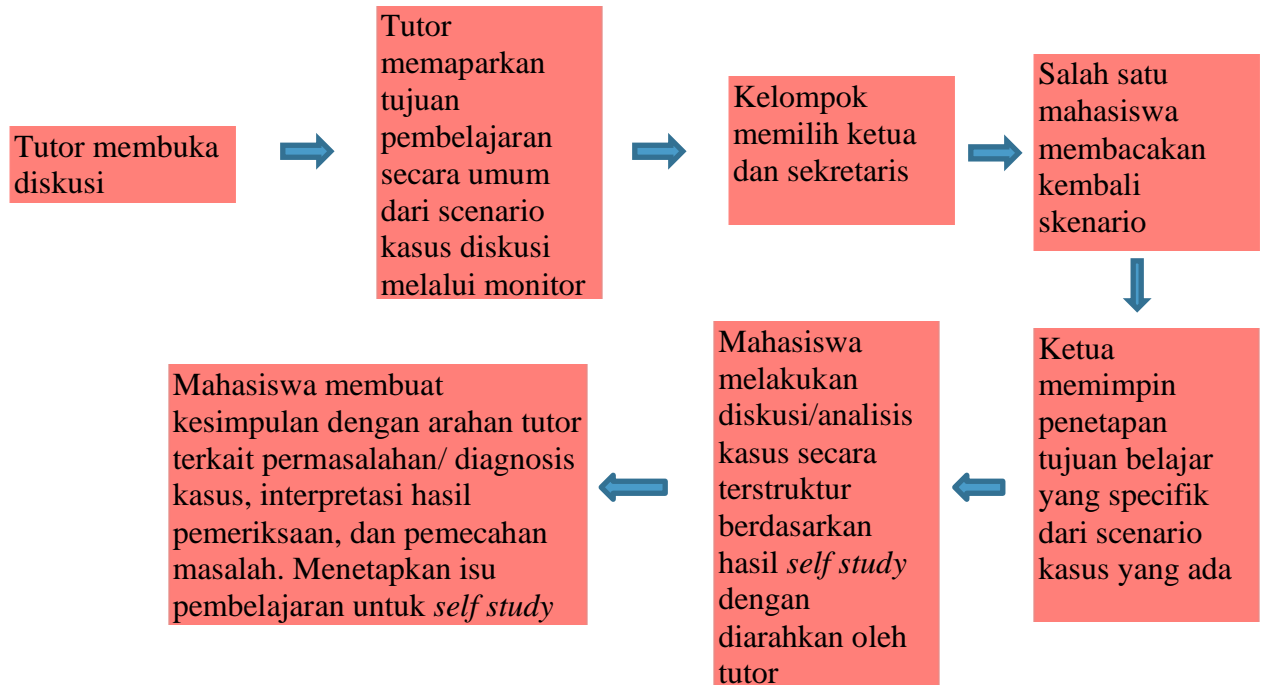 Tutor membuka
diskusi
Tutor
memaparkan
tujuan
pembelajaran
secara umum
dari scenario
kasus diskusi
melalui monitor
Kelompok
memilih ketua
dan sekretaris
Salah satu
mahasiswa
membacakan
kembali
skenario
Ketua
memimpin
penetapan
tujuan belajar
yang specifik
dari scenario
kasus yang ada
Mahasiswa
melakukan
diskusi/analisis
kasus secara
terstruktur
berdasarkan
hasil self study
dengan
diarahkan oleh
tutor
Mahasiswa membuat
kesimpulan dengan arahan tutor
terkait permasalahan/ diagnosis
kasus, interpretasi hasil
pemeriksaan, dan pemecahan
masalah. Menetapkan isu
pembelajaran untuk self study